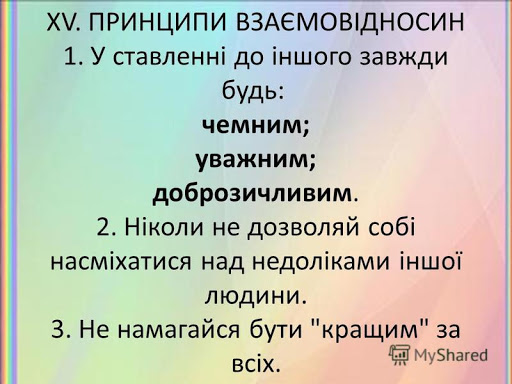 XV. ПРИНЦИПИ ВЗАЄМОВІДНОСИН
1. У ставленні до іншого завжди
будь:
чемним;
уважним;
доброзичливим.
2. Ніколи не дозволяй собі
насміхатися над недоліками іншої
людини.
3. Не намагайся бути "кращим" за
всіх.
MyShared